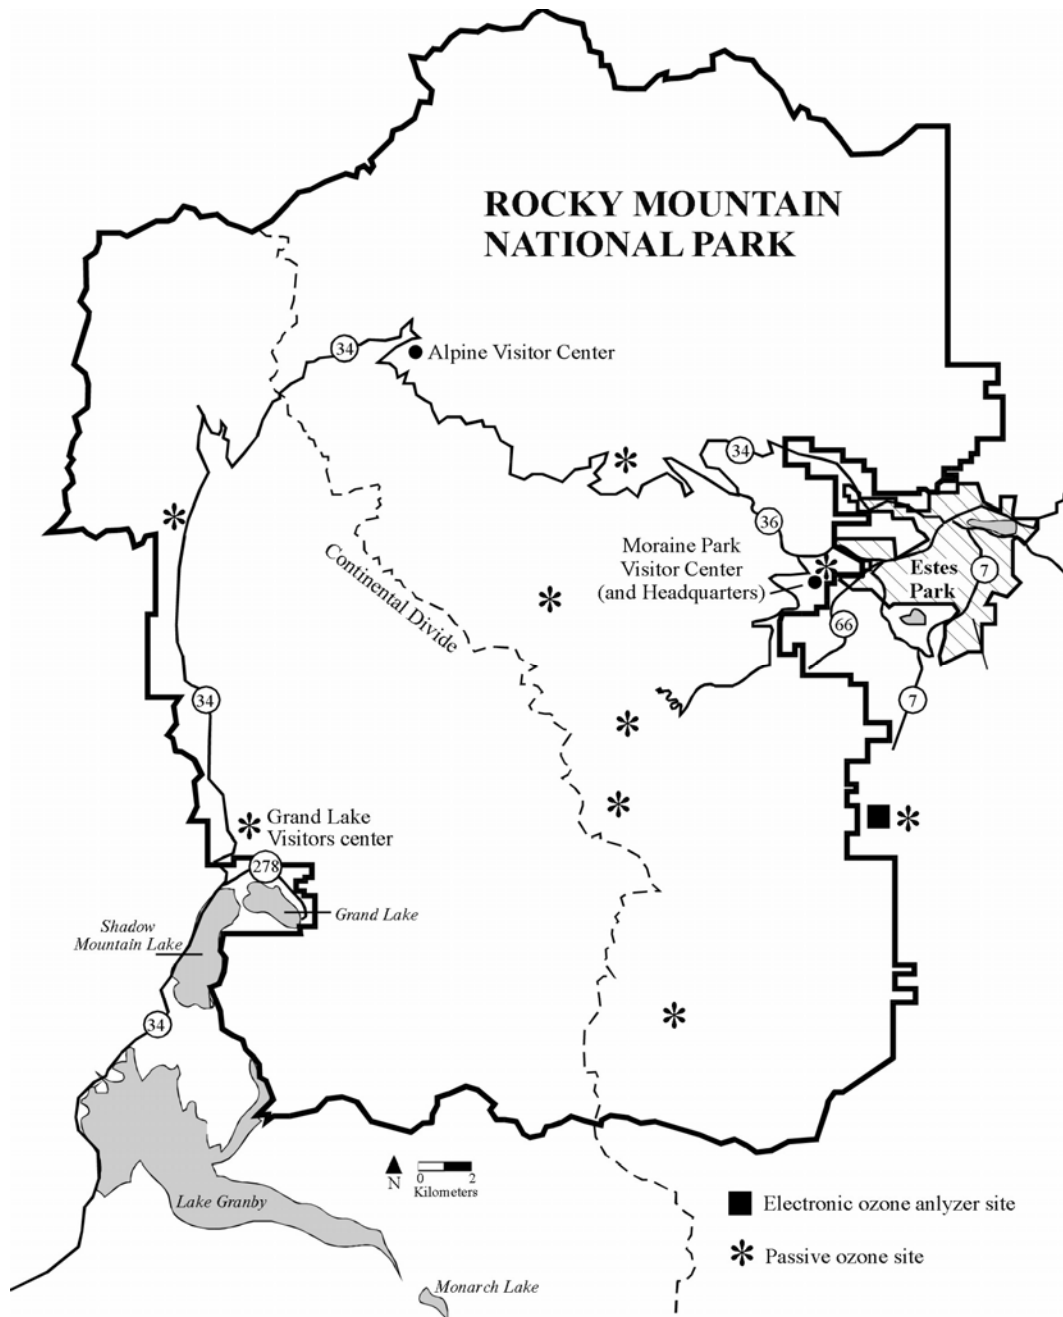 ROCKY MOUNTAIN
NATIONAL PARK
34
Alpine Visitor Center
34
36
Moraine Park
Visitor Center
(and Headquarters)
Estes
Park
7
66
Continental Divide
34
7
Grand Lake
Visitors center
278
Grand Lake
Shadow
Mountain Lake
34
N
0 2
Kilometers
Lake Granby
Monarch Lake
Electronic ozone anlyzer site
Passive ozone site